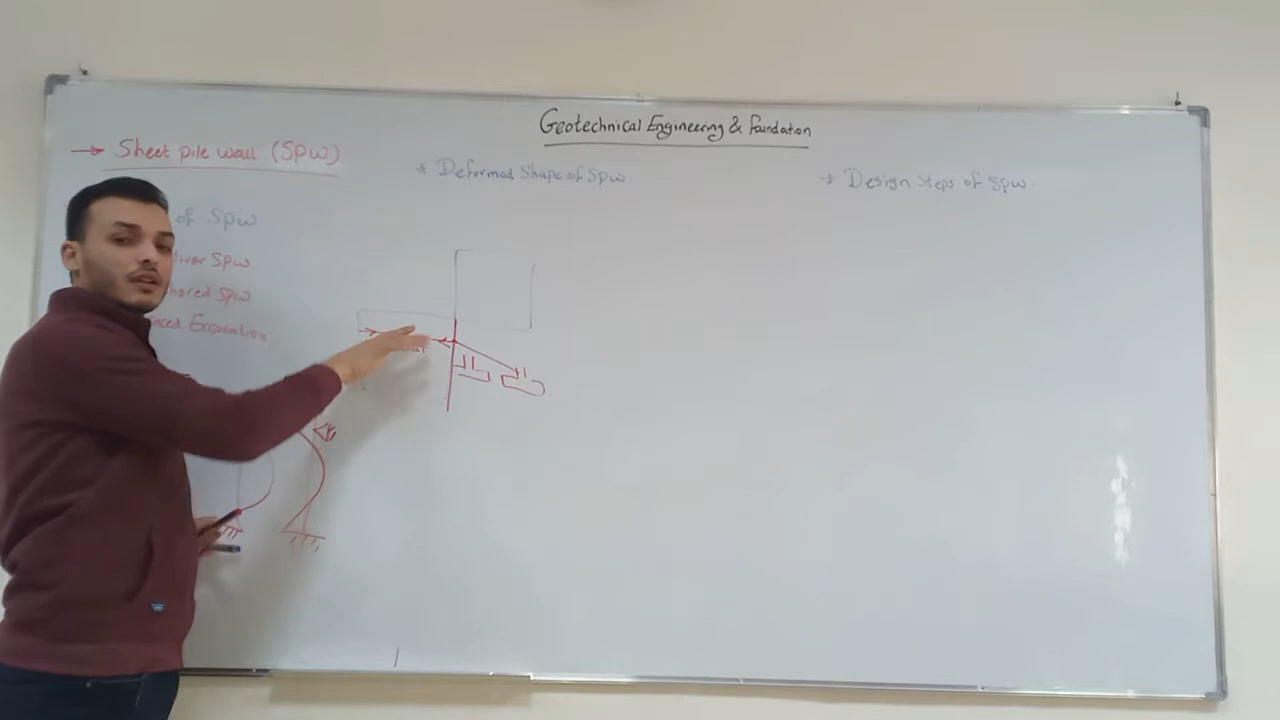 Geotechnical Engineering & Foundation
→ Sheet pile wall (SPW)
of SPW
SPW
SPW
Excavation
* Deformed Shape of SPW.
→ Design Steps of SPW.